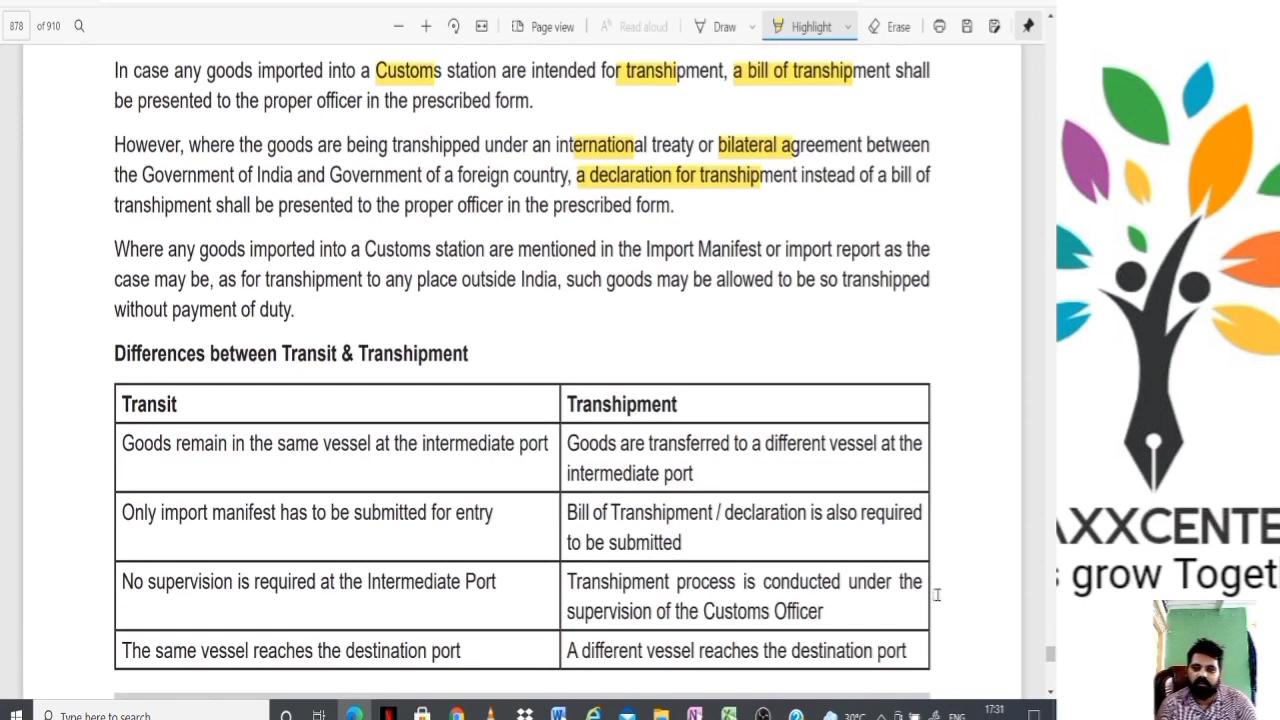 878 of 910 Page view Read aloud Draw Highlight Erase
In case any goods imported into a Customs station are intended for transhipment, a bill of transhipment shall
be presented to the proper officer in the prescribed form.
However, where the goods are being transhipped under an international treaty or bilateral agreement between
the Government of India and Government of a foreign country, a declaration for transhipment instead of a bill of
transhipment shall be presented to the proper officer in the prescribed form.
Where any goods imported into a Customs station are mentioned in the Import Manifest or import report as the
case may be, as for transhipment to any place outside India, such goods may be allowed to be so transhipped
without payment of duty.
Differences between Transit & Transhipment
Transit
Transhipment
Goods remain in the same vessel at the intermediate port
Goods are transferred to a different vessel at the
intermediate port
Only import manifest has to be submitted for entry
Bill of Transhipment / declaration is also required
to be submitted
No supervision is required at the Intermediate Port
Transhipment process is conducted under the
supervision of the Customs Officer
The same vessel reaches the destination port
A different vessel reaches the destination port
AXXCENTE
s grow Togeth
Type here to search
30°C ENG 17:31